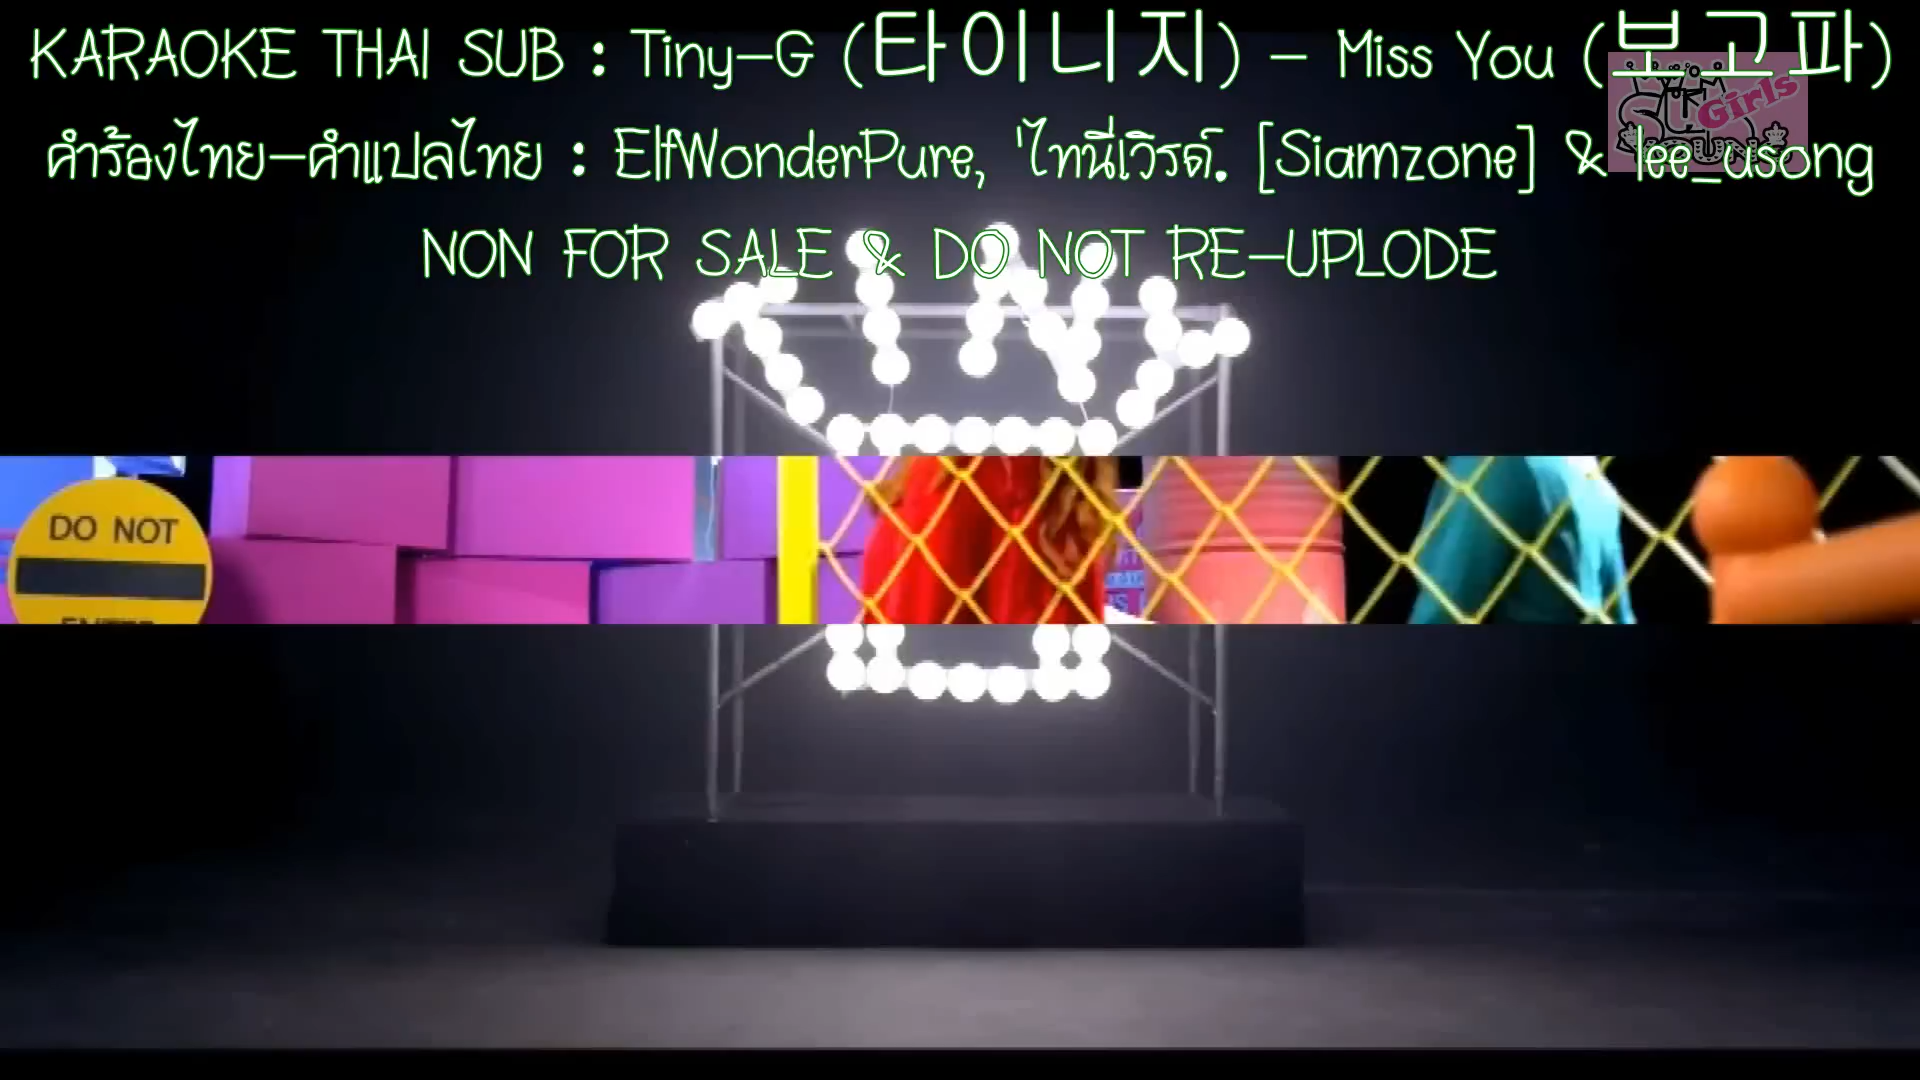 KARAOKE THAI SUB : Tiny-G (타이니지) - Miss You (보고파)
คำร้องไทย-คำแปลไทย : ElfWonderPure, 'ไทนี่เวิรด์. [Siamzone] & lee_usong
NON FOR SALE & DO NOT RE-UPLODE
Girls
DO NOT